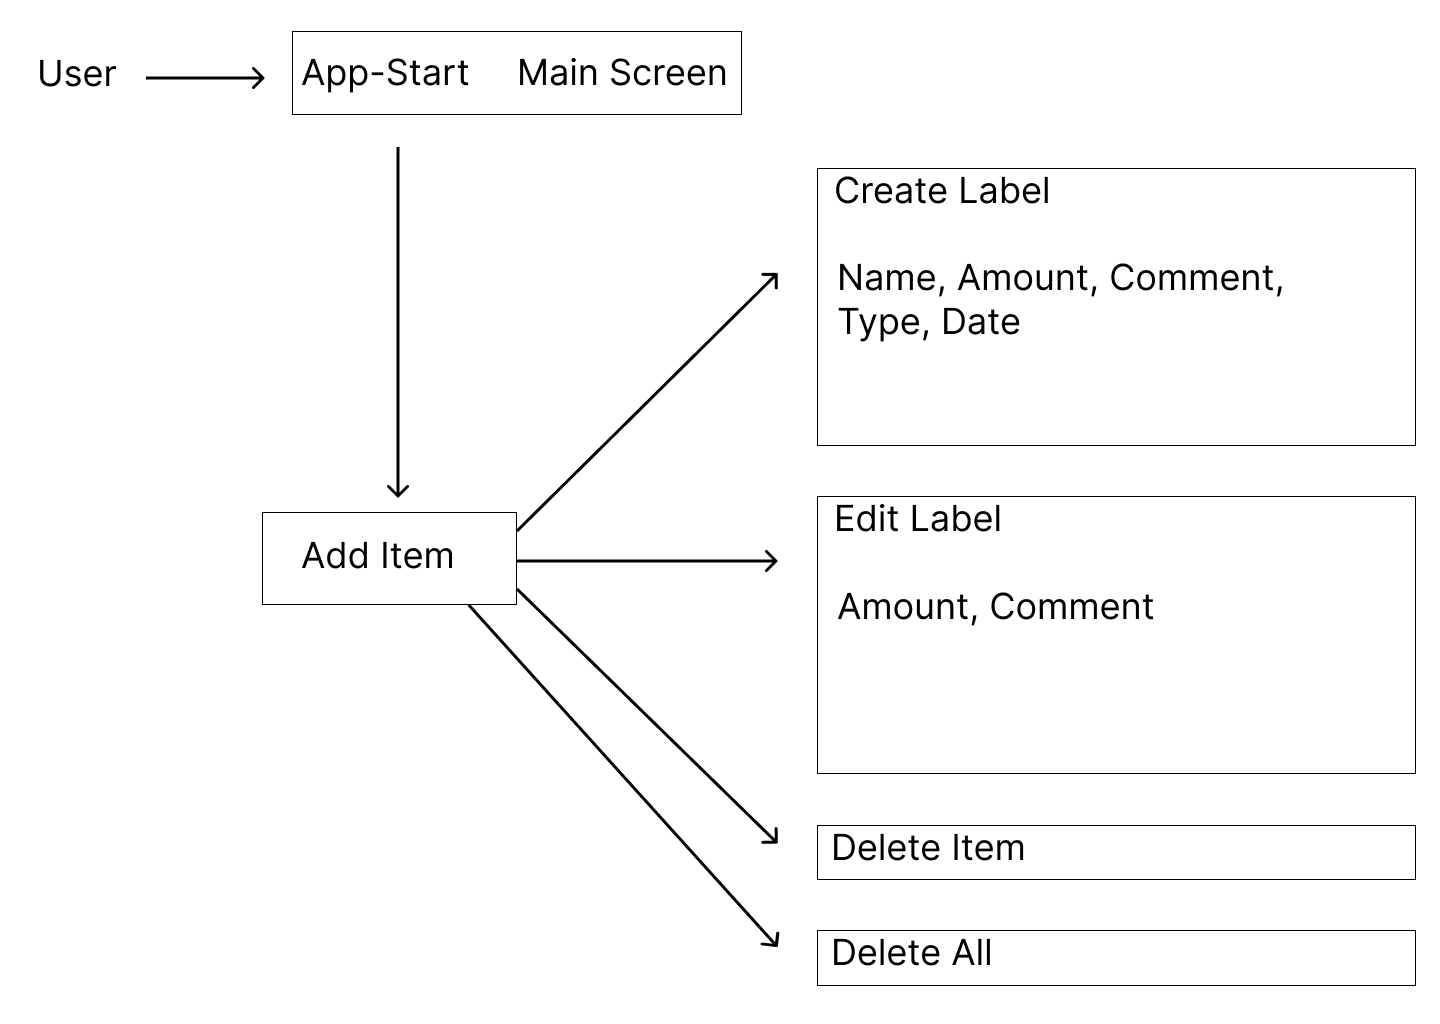 User
App-Start Main Screen
Create Label
Name, Amount, Comment,
Type, Date
Add Item
Edit Label
Amount, Comment
Delete Item
Delete All